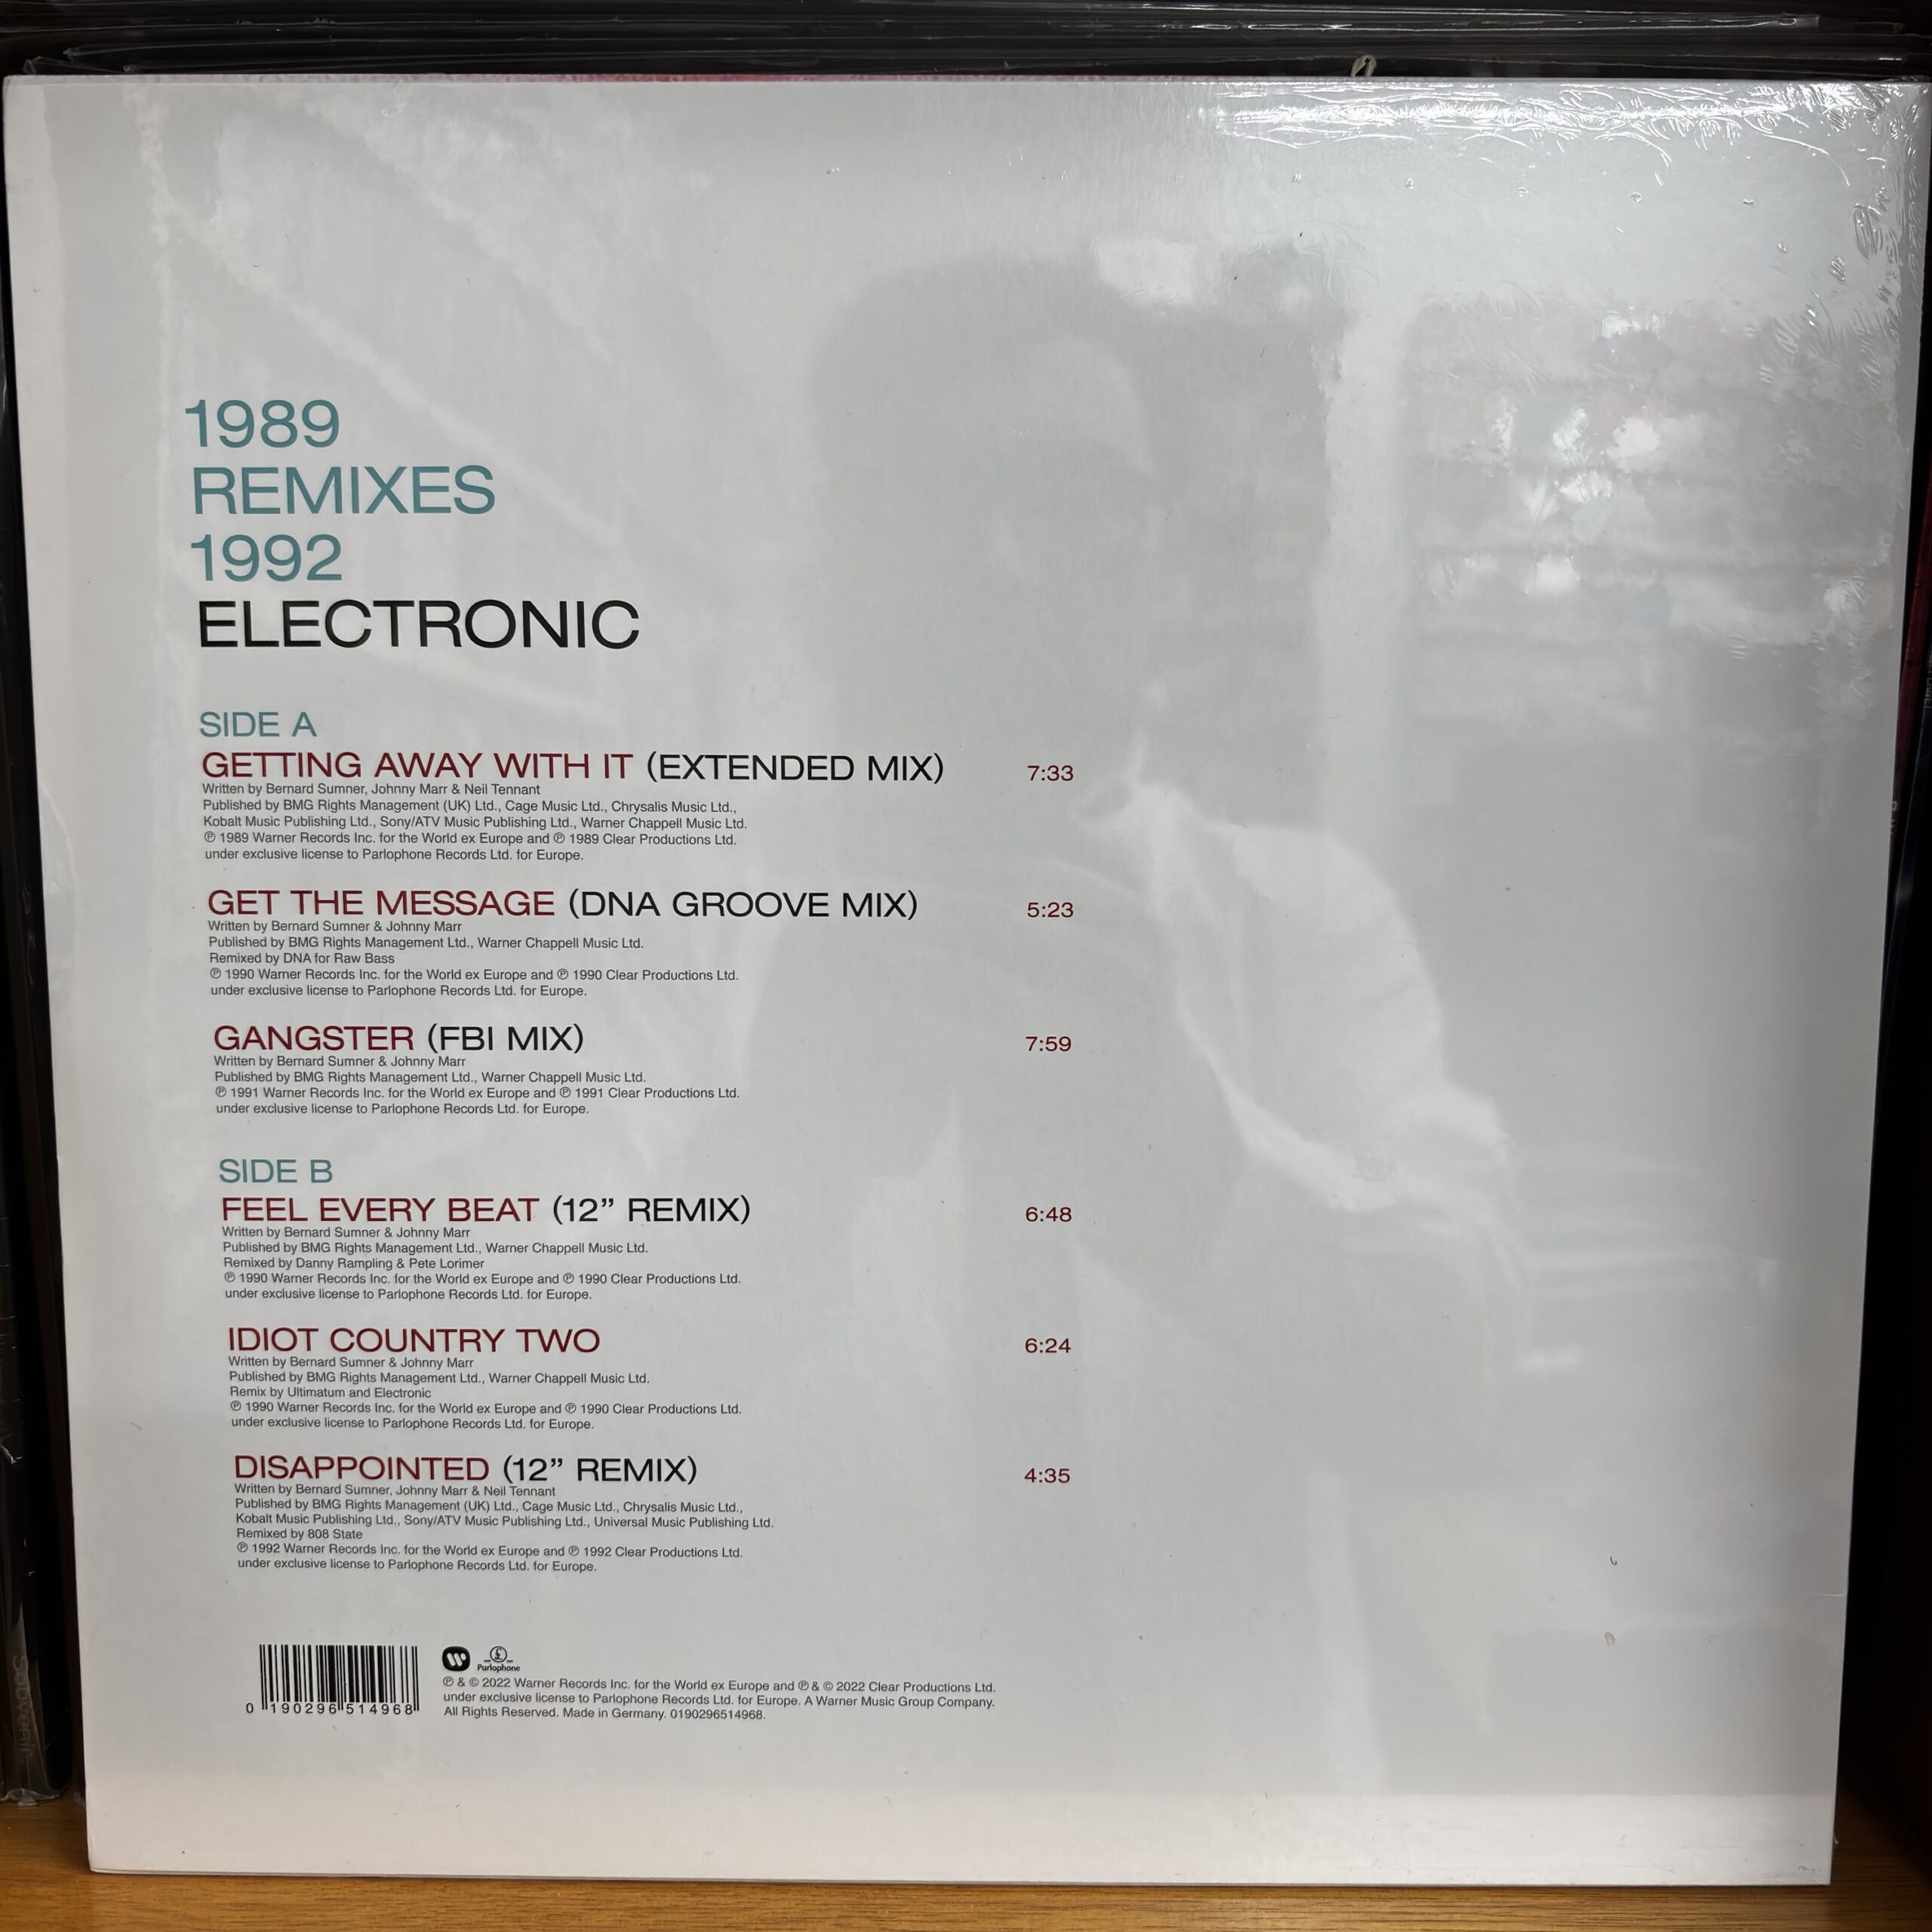 1989
REMIXES
1992
ELECTRONIC
SIDE A
GETTING AWAY WITH IT (EXTENDED MIX) 7:33
Written by Bernard Sumner, Johnny Marr & Neil Tennant
Published by BMG Rights Management (UK) Ltd., Cage Music Ltd., Chrysalis Music Ltd.,
Kobalt Music Publishing Ltd., Sony/ATV Music Publishing Ltd., Warner Chappell Music Ltd.
℗ 1989 Warner Records Inc. for the World ex Europe and ℗ 1989 Clear Productions Ltd.
under exclusive license to Parlophone Records Ltd. for Europe.
GET THE MESSAGE (DNA GROOVE MIX) 5:23
Written by Bernard Sumner & Johnny Marr
Published by BMG Rights Management Ltd., Warner Chappell Music Ltd.
Remixed by DNA for Raw Bass
℗ 1990 Warner Records Inc. for the World ex Europe and ℗ 1990 Clear Productions Ltd.
under exclusive license to Parlophone Records Ltd. for Europe.
GANGSTER (FBI MIX) 7:59
Written by Bernard Sumner & Johnny Marr
Published by BMG Rights Management Ltd., Warner Chappell Music Ltd.
℗ 1991 Warner Records Inc. for the World ex Europe and ℗ 1991 Clear Productions Ltd.
under exclusive license to Parlophone Records Ltd. for Europe.
SIDE B
FEEL EVERY BEAT (12” REMIX) 6:48
Written by Bernard Sumner & Johnny Marr
Published by BMG Rights Management Ltd., Warner Chappell Music Ltd.
Remixed by Danny Rampling & Pete Lorimer
℗ 1990 Warner Records Inc. for the World ex Europe and ℗ 1990 Clear Productions Ltd.
under exclusive license to Parlophone Records Ltd. for Europe.
IDIOT COUNTRY TWO 6:24
Written by Bernard Sumner & Johnny Marr
Published by BMG Rights Management Ltd., Warner Chappell Music Ltd.
Remix by Ultimatum and Electronic
℗ 1990 Warner Records Inc. for the World ex Europe and ℗ 1990 Clear Productions Ltd.
under exclusive license to Parlophone Records Ltd. for Europe.
DISAPPOINTED (12” REMIX) 4:35
Written by Bernard Sumner, Johnny Marr & Neil Tennant
Published by BMG Rights Management (UK) Ltd., Cage Music Ltd., Chrysalis Music Ltd.,
Kobalt Music Publishing Ltd., Sony/ATV Music Publishing Ltd., Universal Music Publishing Ltd.
Remixed by 808 State
℗ 1992 Warner Records Inc. for the World ex Europe and ℗ 1992 Clear Productions Ltd.
under exclusive license to Parlophone Records Ltd. for Europe.
Parlophone
℗ & © 2022 Warner Records Inc. for the World ex Europe and ℗ & © 2022 Clear Productions Ltd.
under exclusive license to Parlophone Records Ltd. for Europe. A Warner Music Group Company.
All Rights Reserved. Made in Germany. 0190296514968.
0 190296 514968
Souvenir